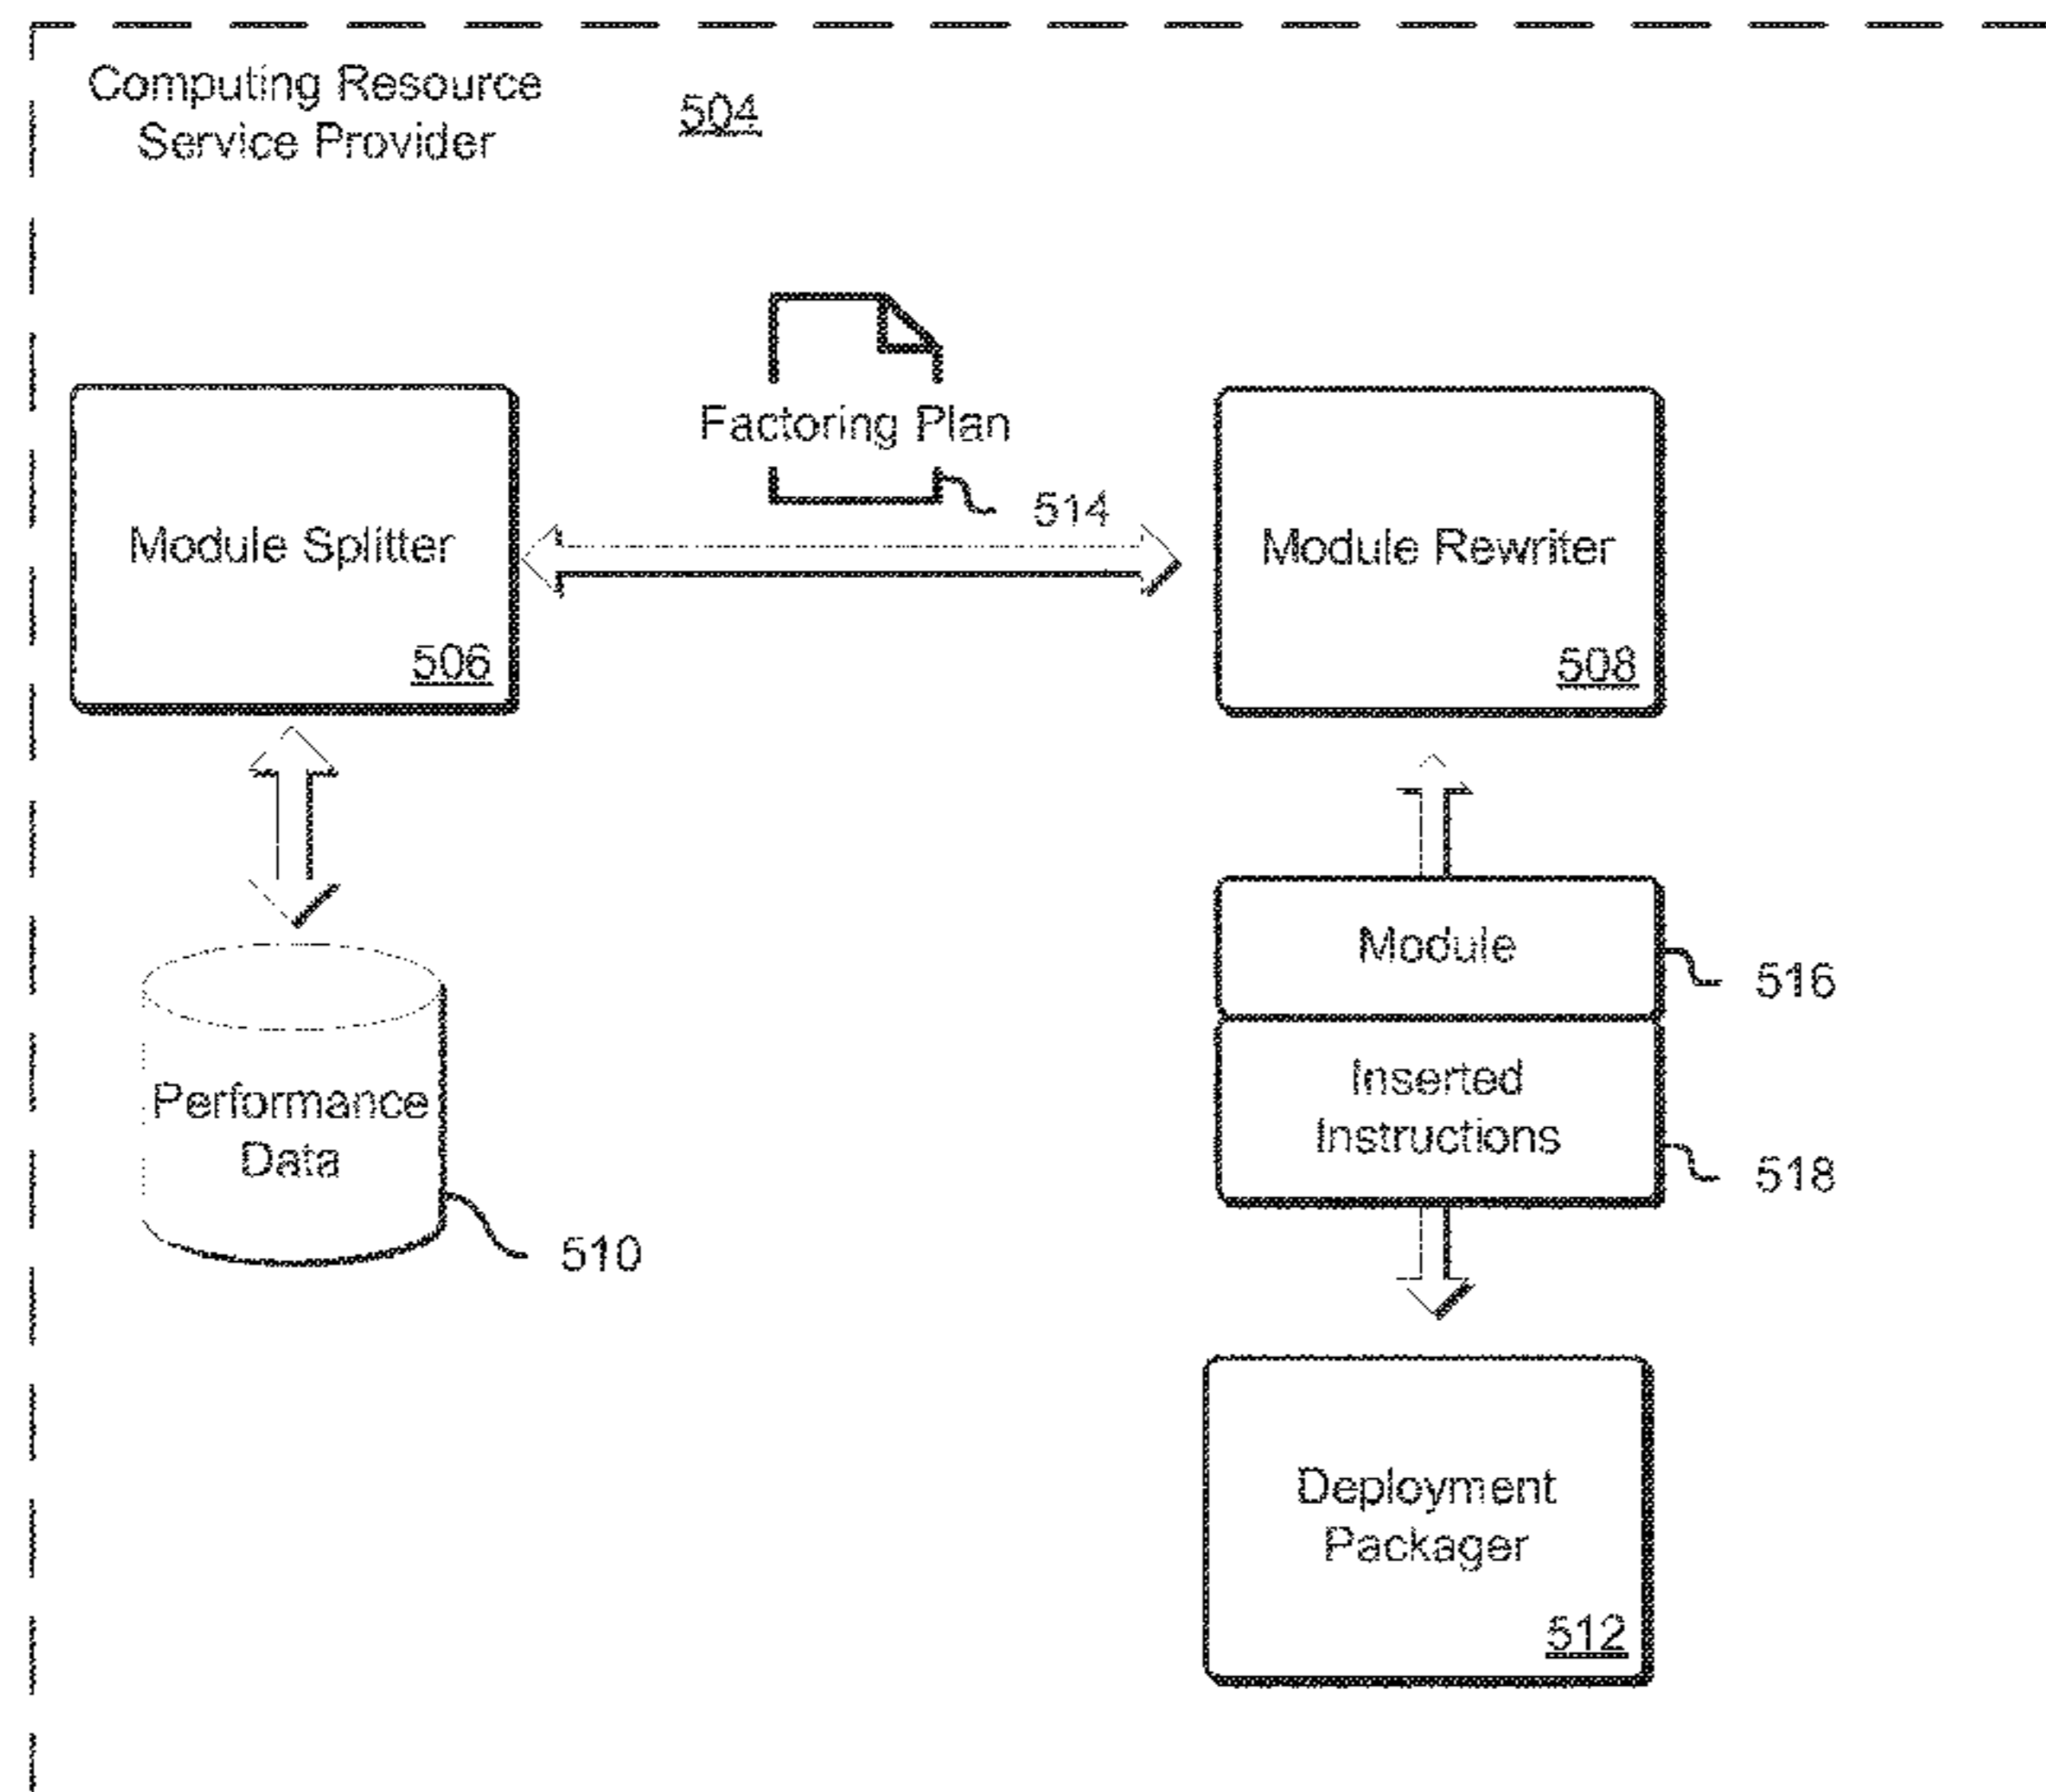 Computing Resource
Service Provider
504
Factoring Plan
514
Module Splitter
506
Module Rewriter
508
Module
516
Inserted
Instructions
518
Performance
Data
510
Deployment
Packager
512